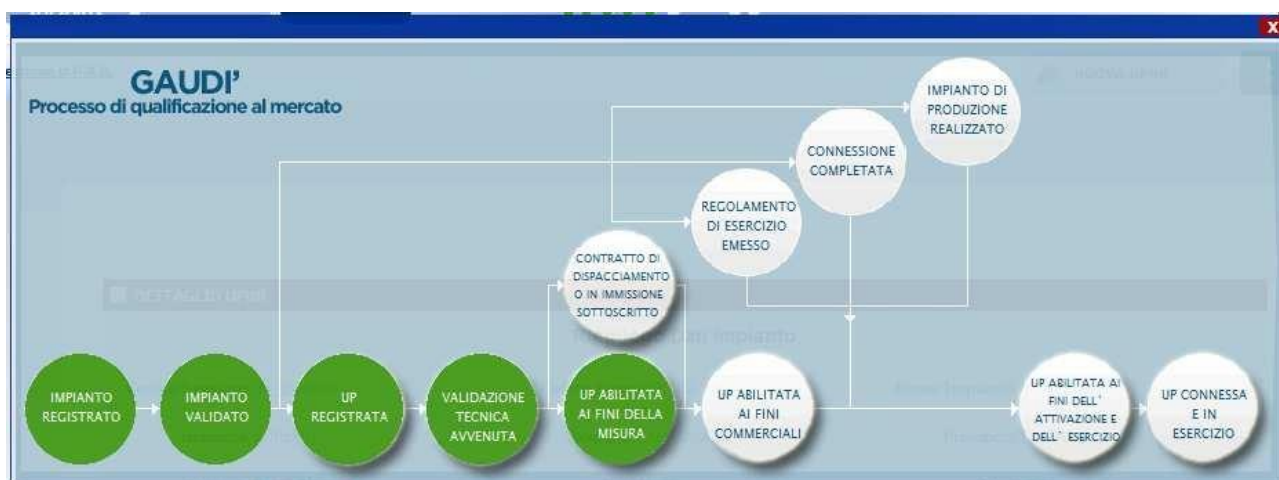 X
GAUDI'
Processo di qualificazione al mercato
IMPIANTO DI
PRODUZIONE
REALIZZATO
CONNESSIONE
COMPLETATA
REGOLAMENTO
DI ESERCIZIO
EMESSO
CONTRATTO DI
DISPACCIAMENTO
O IN IMMISSIONE
SOTTOSCRITTO
DETTAGLIO UPNR
IMPIANTO
REGISTRATO
IMPIANTO
VALIDATO
UP
REGISTRATA
VALIDAZIONE
TECNICA
AVVENUTA
UP ABILITATA
AI FINI DELLA
MISURA
UP ABILITATA
AI FINI
COMMERCIALI
UP ABILITATA AI
FINI DELL'
ATTIVAZIONE E
DELL' ESERCIZIO
UP CONNESSA
E IN
ESERCIZIO